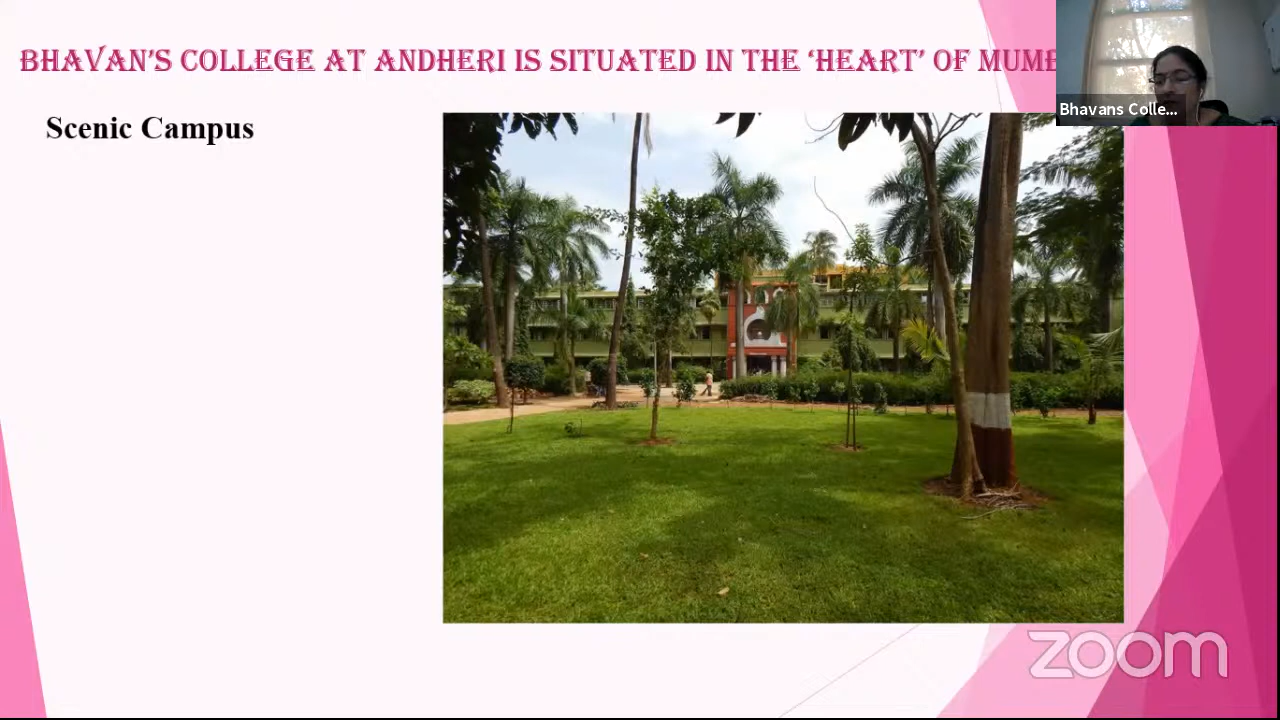 BHAVAN'S COLLEGE AT ANDHERI IS SITUATED IN THE 'HEART' OF
Scenic Campus
Bhavans Colle...
zoom